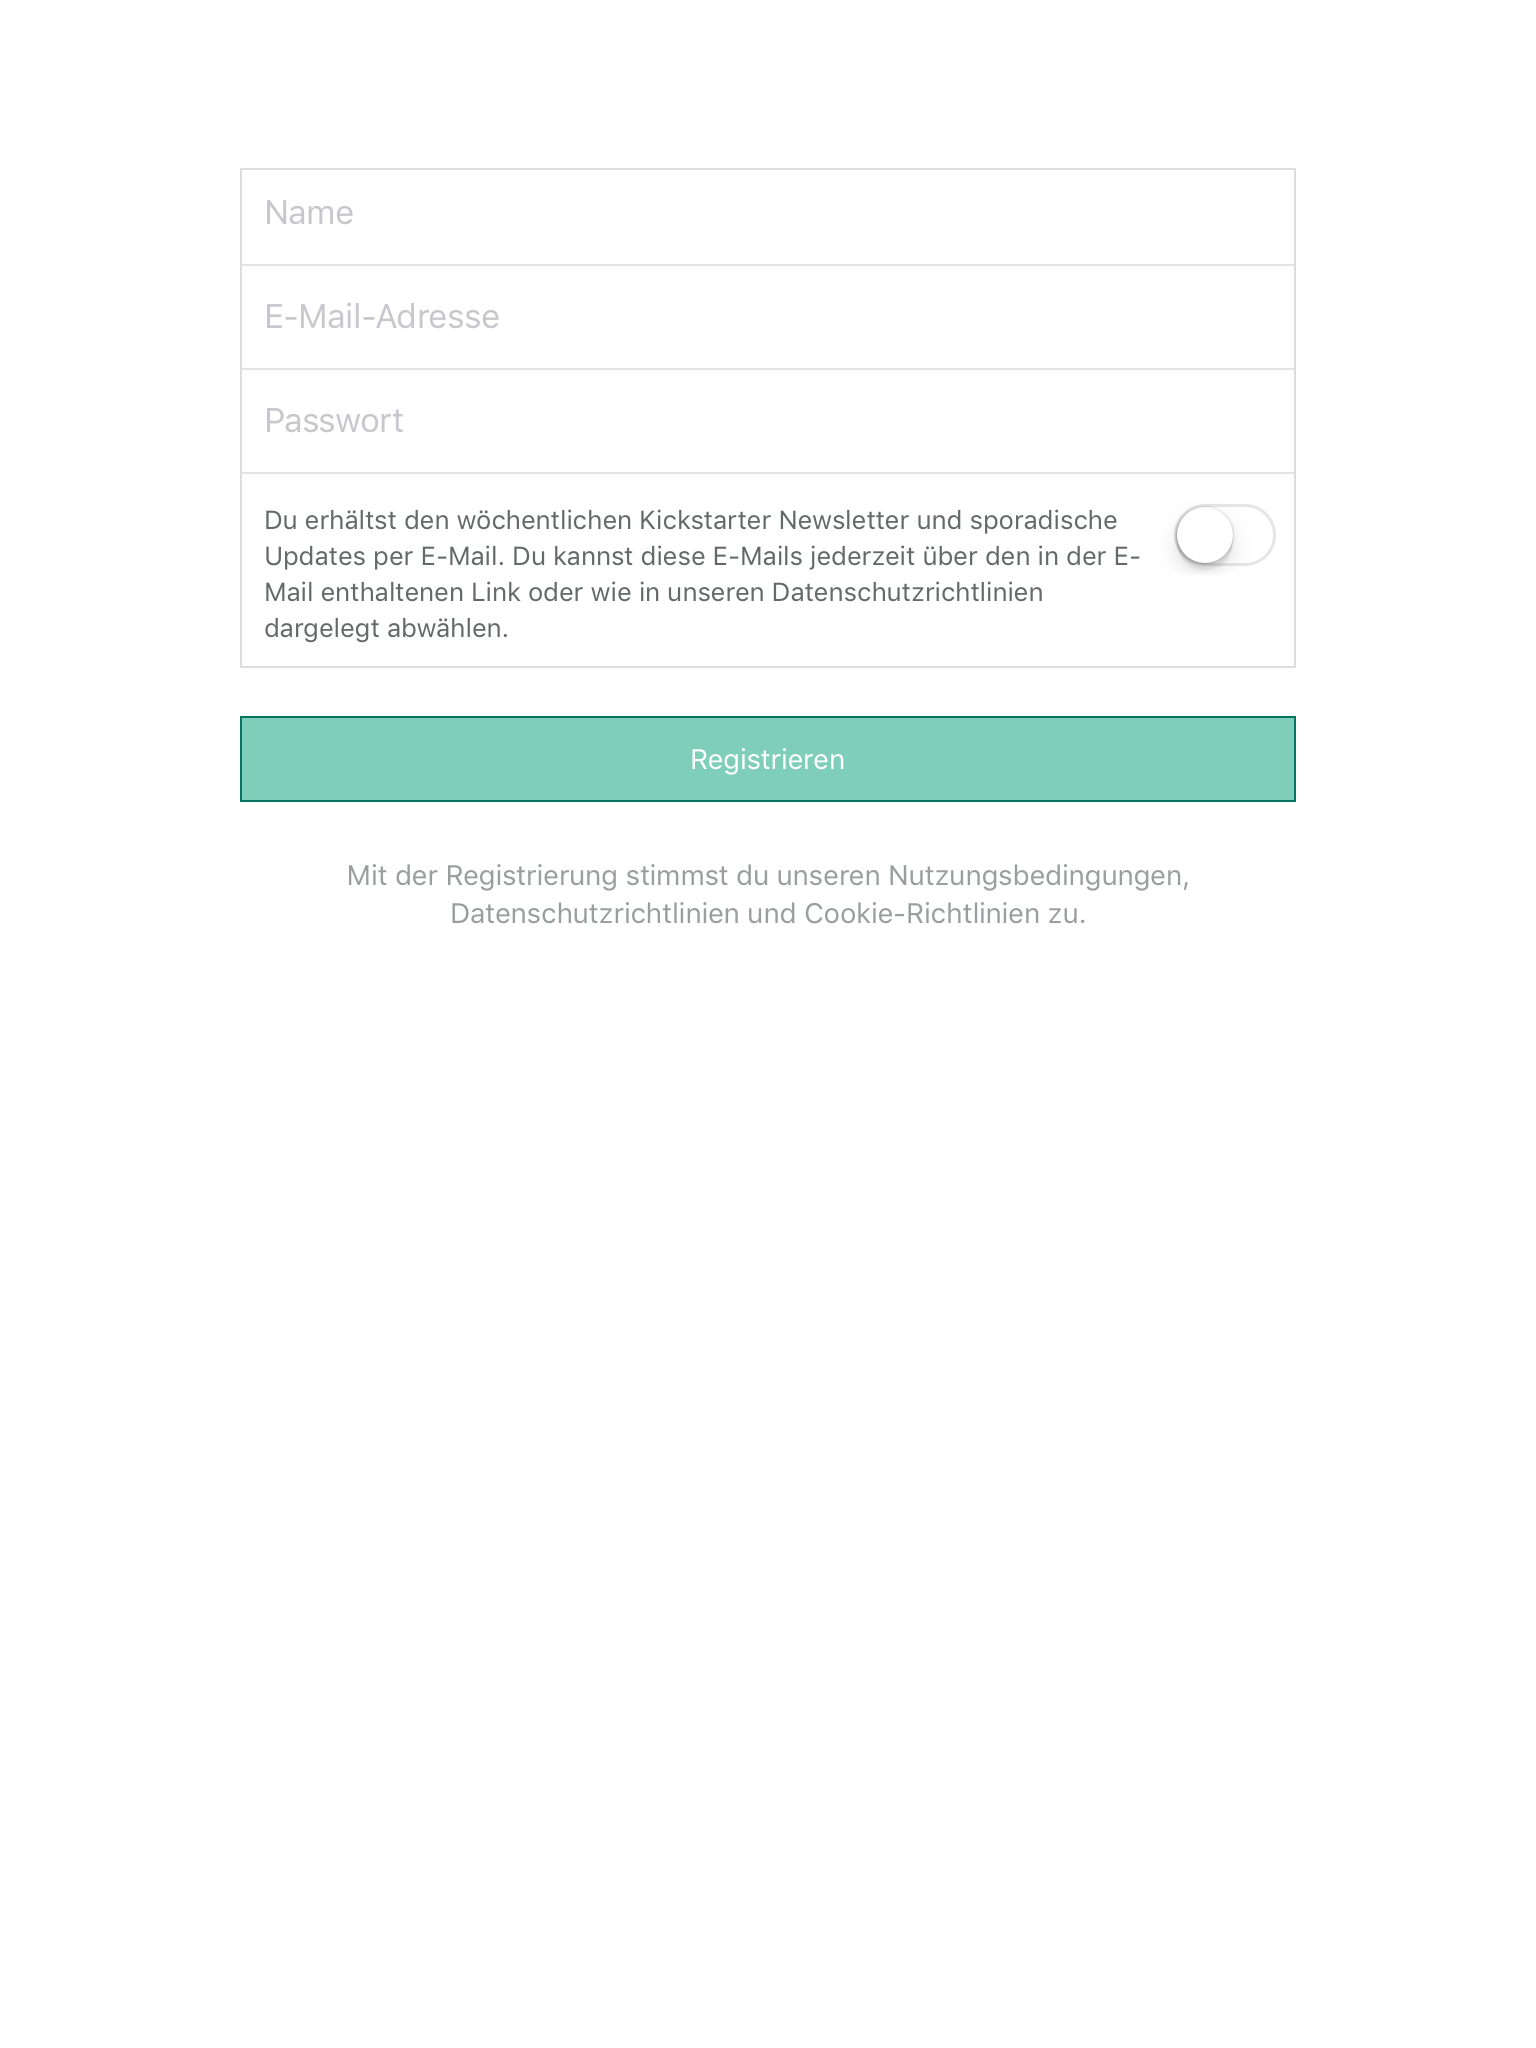 Name
E-Mail-Adresse
Passwort
Du erhältst den wöchentlichen Kickstarter Newsletter und sporadische
Updates per E-Mail. Du kannst diese E-Mails jederzeit über den in der E-
Mail enthaltenen Link oder wie in unseren Datenschutzrichtlinien
dargelegt abwählen.
Registrieren
Mit der Registrierung stimmst du unseren Nutzungsbedingungen,
Datenschutzrichtlinien und Cookie-Richtlinien zu.